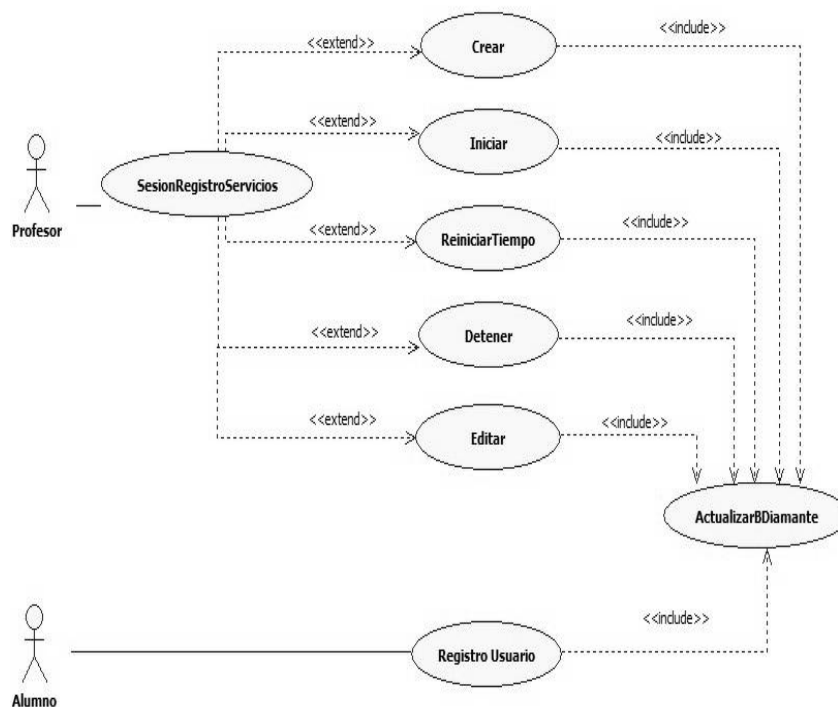 <<extend>>
Crear
<<include>>
<<extend>>
Iniciar
<<include>>
Profesor
SesionRegistroServicios
<<extend>>
ReiniciarTiempo
<<include>>
<<extend>>
Detener
<<include>>
<<extend>>
Editar
<<include>>
ActualizarBDiamante
Alumno
Registro Usuario
<<include>>